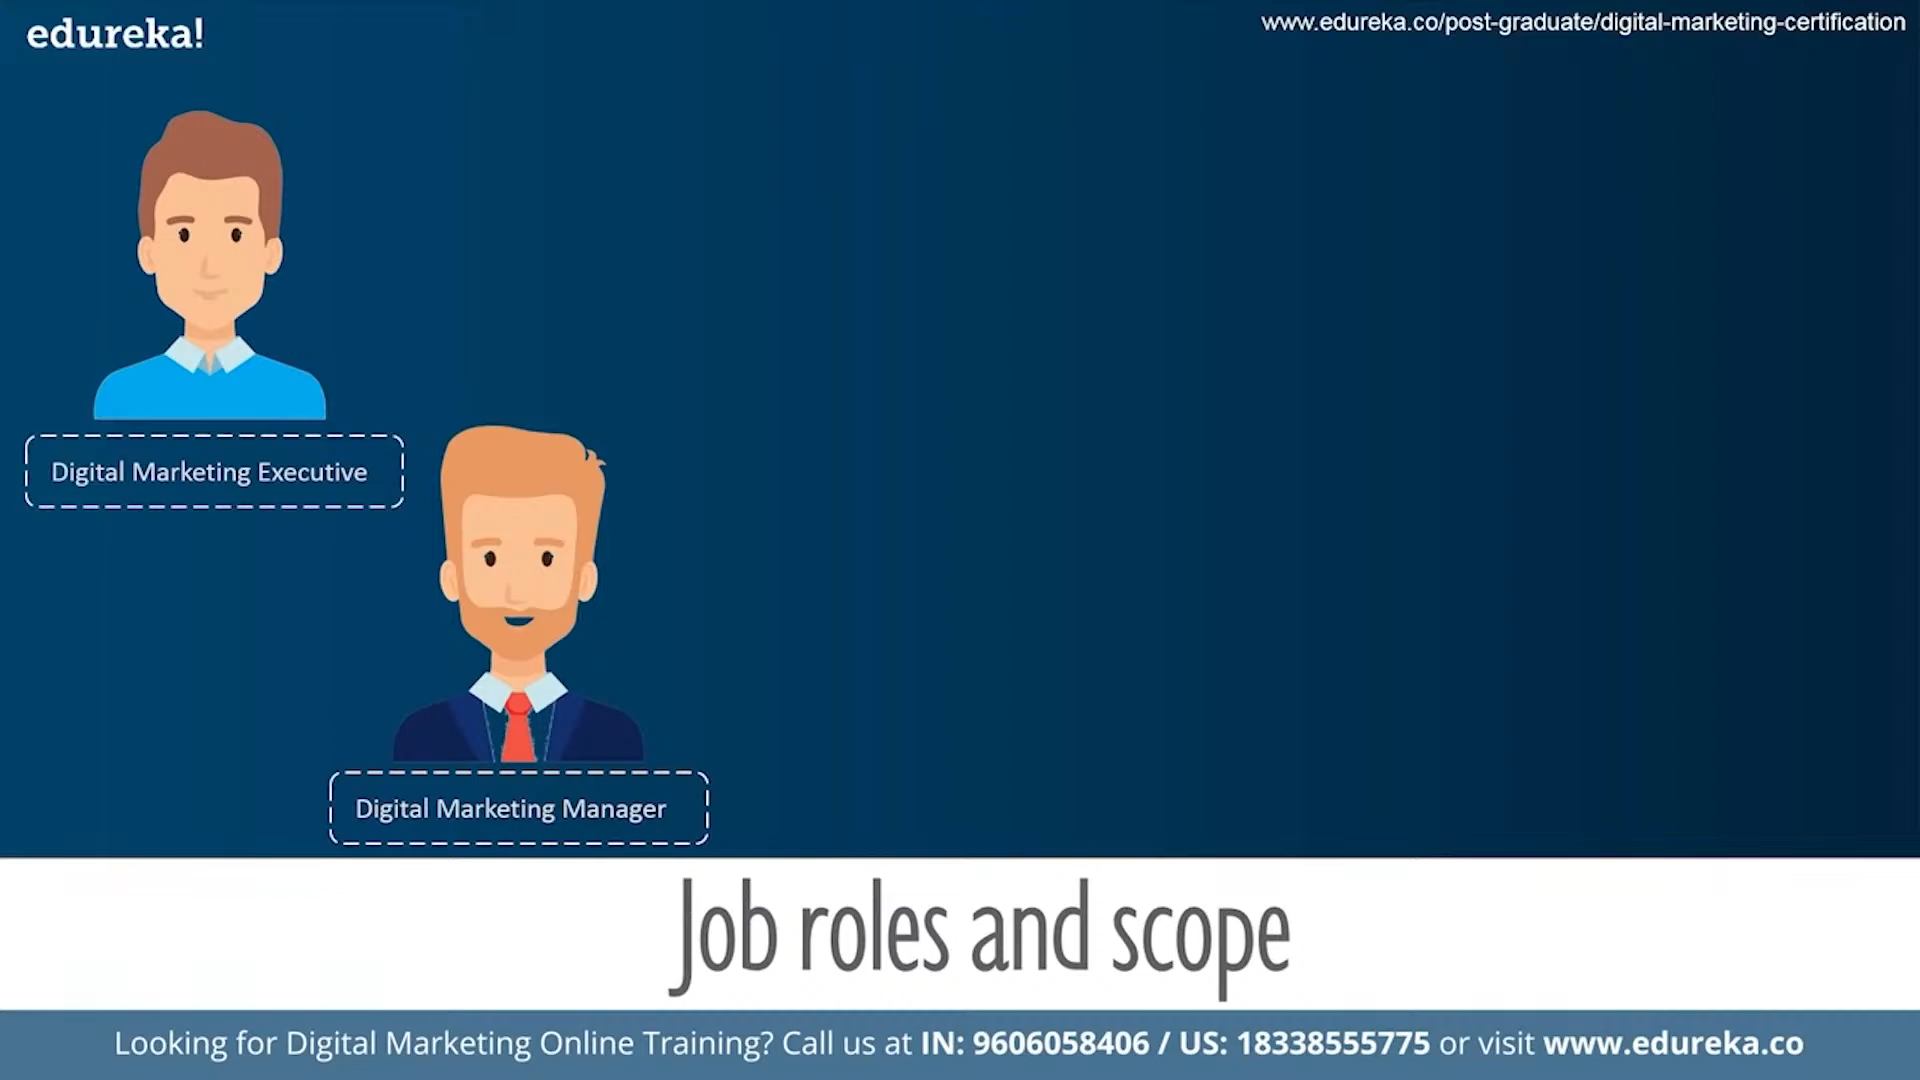 edureka!
www.edureka.co/post-graduate/digital-marketing-certification
Digital Marketing Executive
Digital Marketing Manager
Job roles and scope
Looking for Digital Marketing Online Training? Call us at IN: 9606058406 / US: 18338555775 or visit www.edureka.co